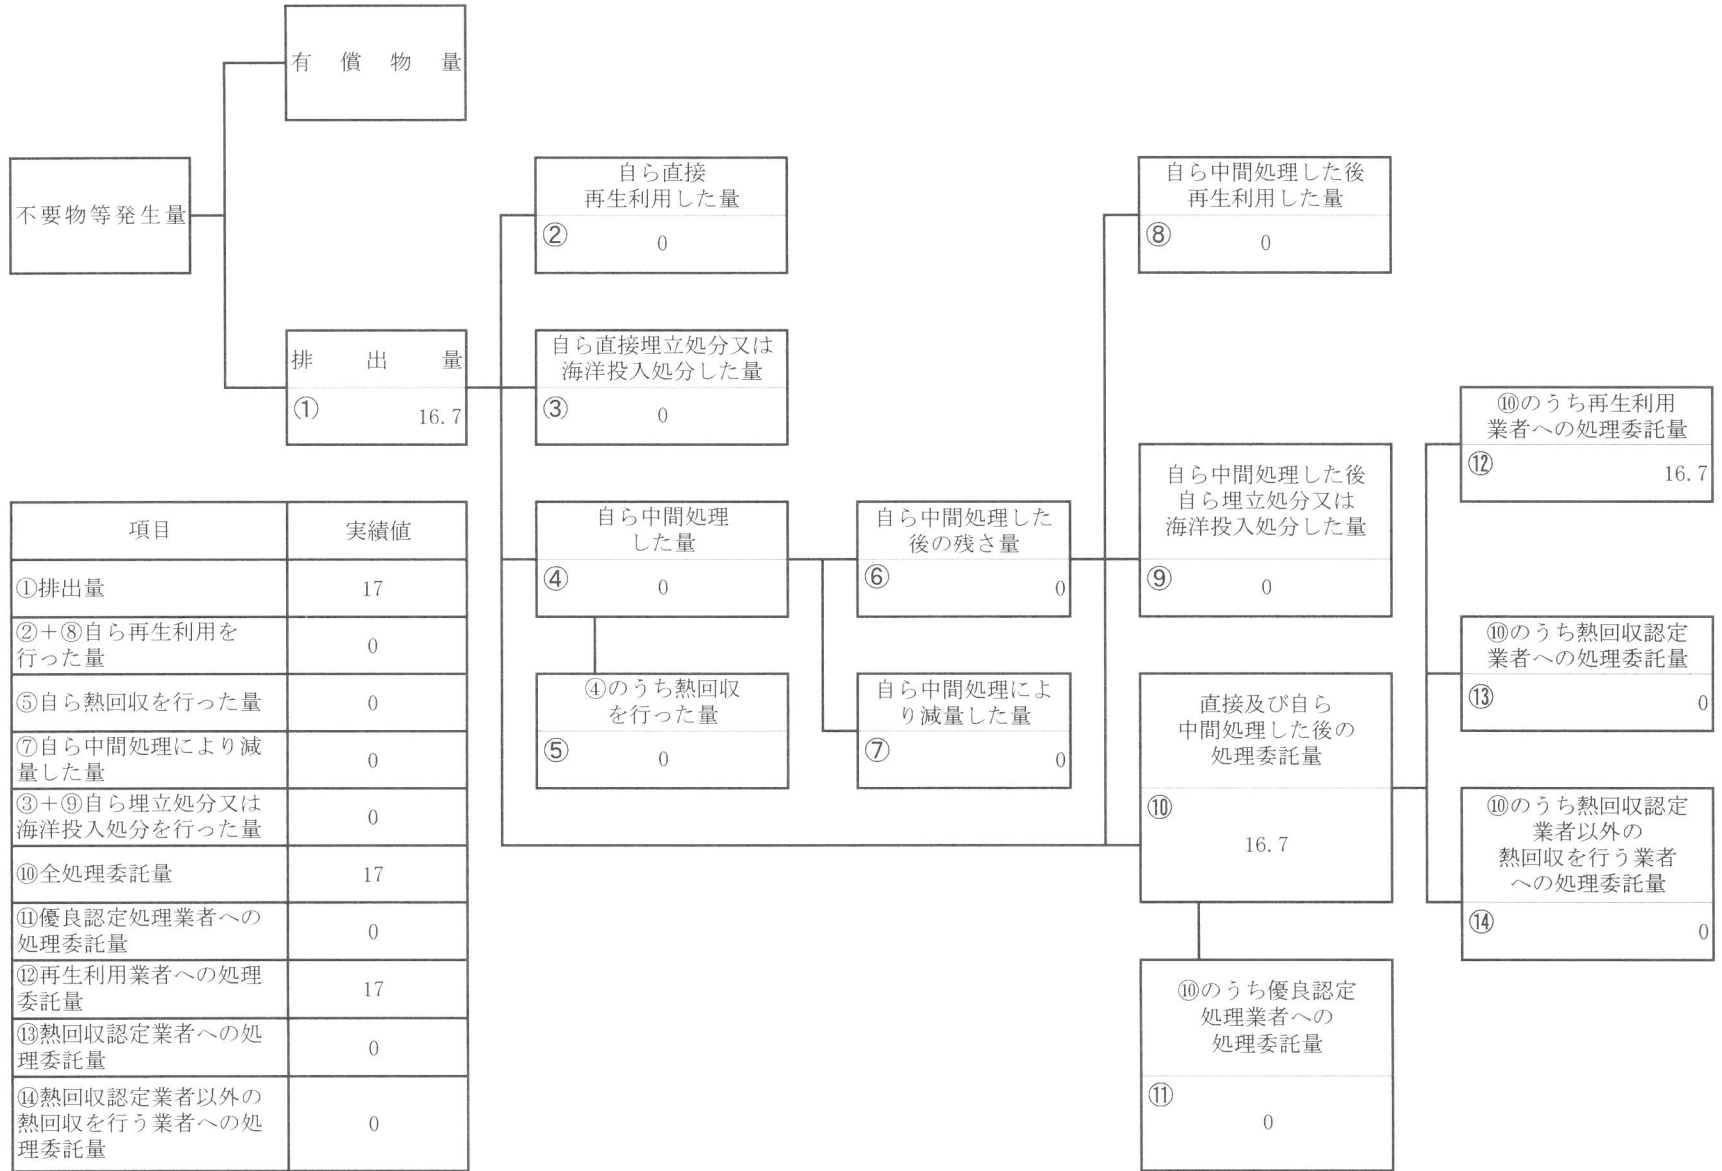 有償物量
不要物等発生量
排出量
① 16.7
自ら直接
再生利用した量
② 0
自ら直接埋立処分又は
海洋投入処分した量
③ 0
自ら中間処理
した量
④ 0
④のうち熱回収
を行った量
⑤ 0
自ら中間処理した
後の残さ量
⑥ 0
自ら中間処理によ
り減量した量
⑦ 0
自ら中間処理した後
再生利用した量
⑧ 0
自ら中間処理した後
自ら埋立処分又は
海洋投入処分した量
⑨ 0
直接及び自ら
中間処理した後の
処理委託量
⑩
16.7
⑩のうち優良認定
処理業者への
処理委託量
⑪
0
⑩のうち再生利用
業者への処理委託量
⑫ 16.7
⑩のうち熱回収認定
業者への処理委託量
⑬ 0
⑩のうち熱回収認定
業者以外の
熱回収を行う業者
への処理委託量
⑭ 0
項目 実績値
①排出量 17
②+⑧自ら再生利用を
行った量 0
⑤自ら熱回収を行った量 0
⑦自ら中間処理により減
量した量 0
③+⑨自ら埋立処分又は
海洋投入処分を行った量 0
⑩全処理委託量 17
⑪優良認定処理業者への
処理委託量 0
⑫再生利用業者への処理
委託量 17
⑬熱回収認定業者への処
理委託量 0
⑭熱回収認定業者以外の
熱回収を行う業者への処
理委託量 0